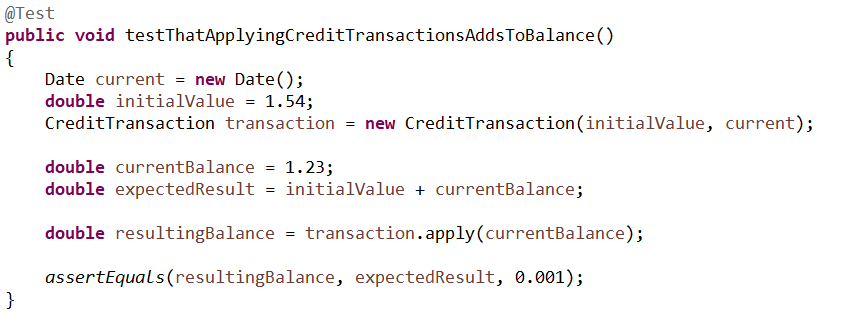 @Test
public void testThatApplyingCreditTransactionsAddsToBalance()
{
    Date current = new Date();
    double initialValue = 1.54;
    CreditTransaction transaction = new CreditTransaction(initialValue, current);

    double currentBalance = 1.23;
    double expectedResult = initialValue + currentBalance;

    double resultingBalance = transaction.apply(currentBalance);

    assertEquals(resultingBalance, expectedResult, 0.001);
}